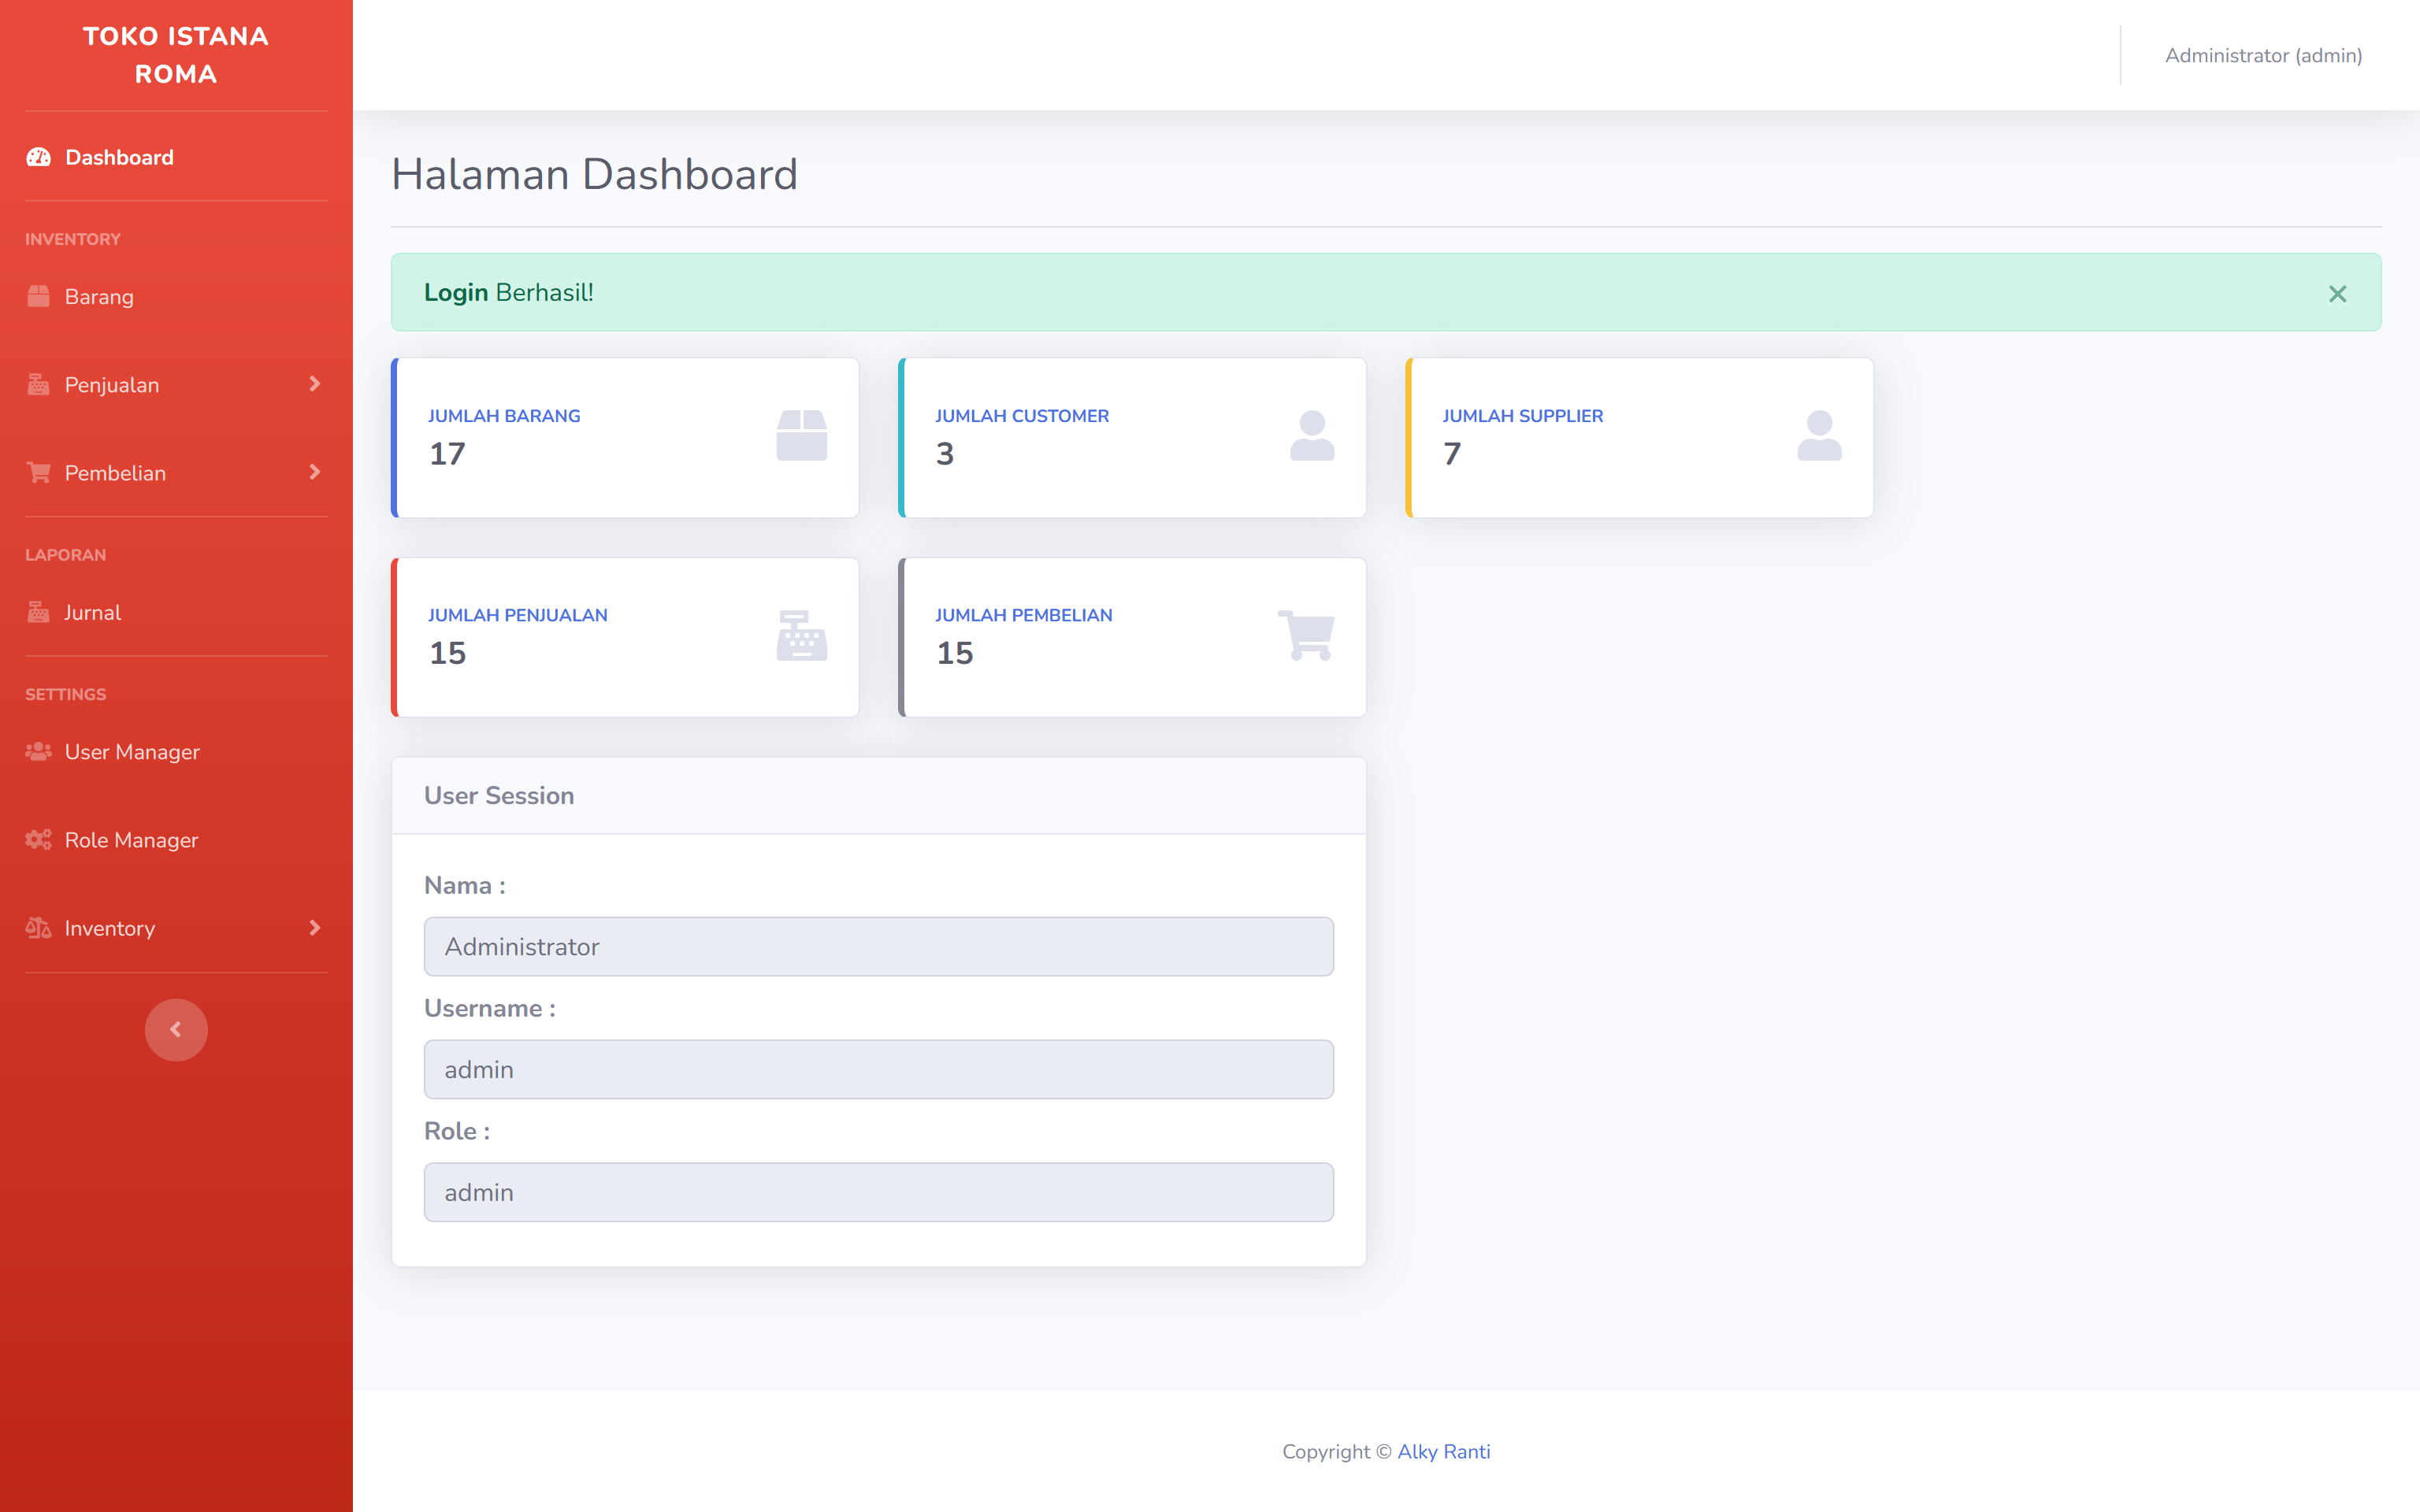 TOKO ISTANA
ROMA
Dashboard
INVENTORY
Barang
Penjualan
Pembelian
LAPORAN
Jurnal
SETTINGS
User Manager
Role Manager
Inventory
Administrator (admin)
Halaman Dashboard
Login Berhasil!
JUMLAH BARANG
17
JUMLAH CUSTOMER
3
JUMLAH SUPPLIER
7
JUMLAH PENJUALAN
15
JUMLAH PEMBELIAN
15
User Session
Nama :
Administrator
Username :
admin
Role :
admin
Copyright © Alky Ranti